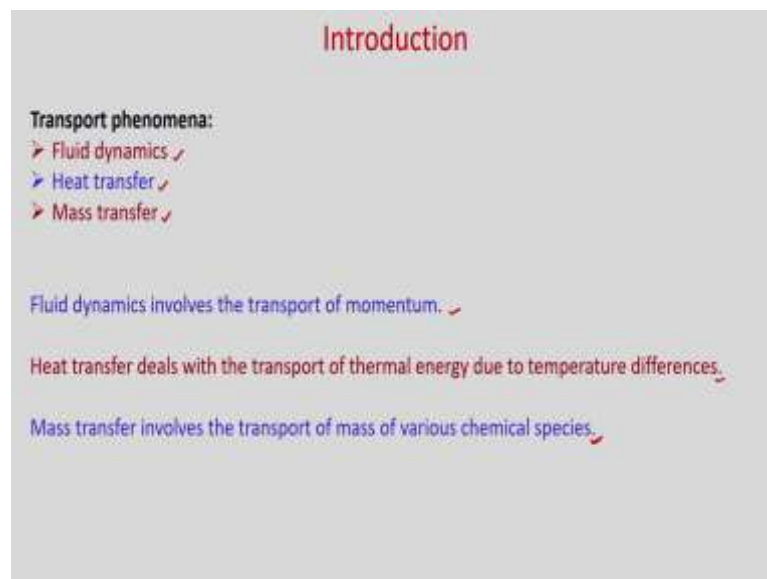 Introduction
Transport phenomena:
➢ Fluid dynamics
➢ Heat transfer
➢ Mass transfer
Fluid dynamics involves the transport of momentum.
Heat transfer deals with the transport of thermal energy due to temperature differences.
Mass transfer involves the transport of mass of various chemical species.